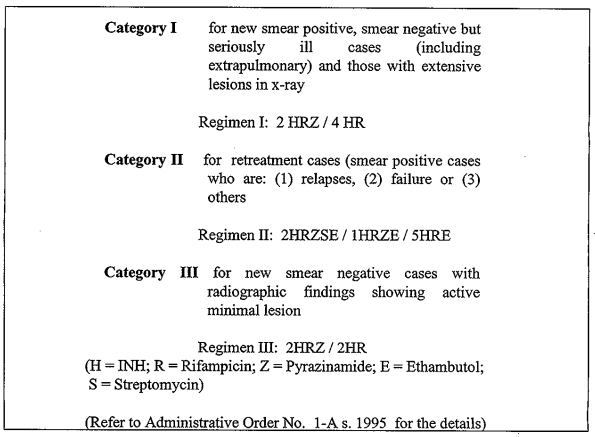 Category I for new smear positive, smear negative but
seriously ill cases (including
extrapulmonary) and those with extensive
lesions in x-ray
Regimen I: 2 HRZ / 4 HR
Category II for retreatment cases (smear positive cases
who are: (1) relapses, (2) failure or (3)
others
Regimen II: 2HRZSE / 1HRZE / 5HRE
Category III for new smear negative cases with
radiographic findings showing active
minimal lesion
Regimen III: 2HRZ / 2HR
(H = INH; R = Rifampicin; Z = Pyrazinamide; E = Ethambutol;
S = Streptomycin)
(Refer to Administrative Order No. 1-A s. 1995 for the details)